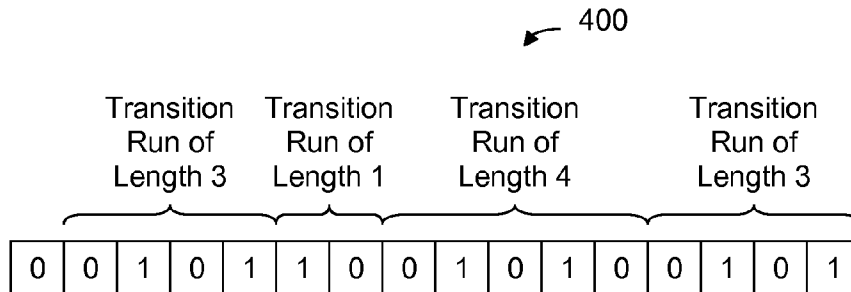 400
Transition Transition Transition Transition
Run of Run of Run of Run of
Length 3 Length 1 Length 4 Length 3
0 0 1 0 1 1 0 0 1 0 1 0 0 1 0 1